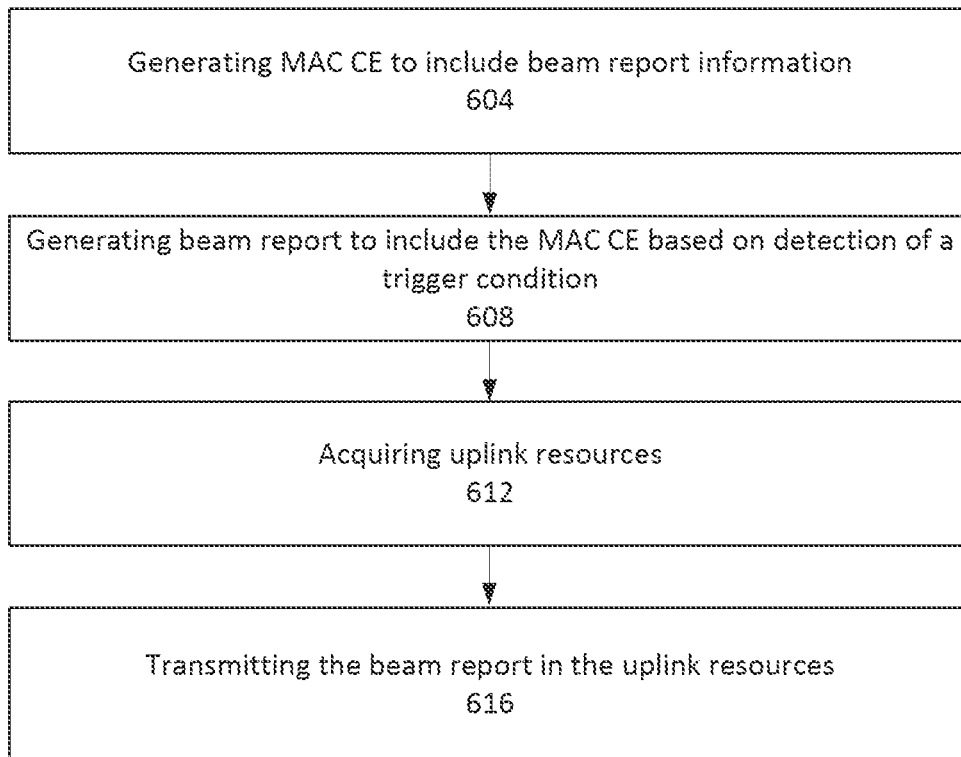 Generating MAC CE to include beam report information
604
Generating beam report to include the MAC CE based on detection of a
trigger condition
608
Acquiring uplink resources
612
Transmitting the beam report in the uplink resources
616